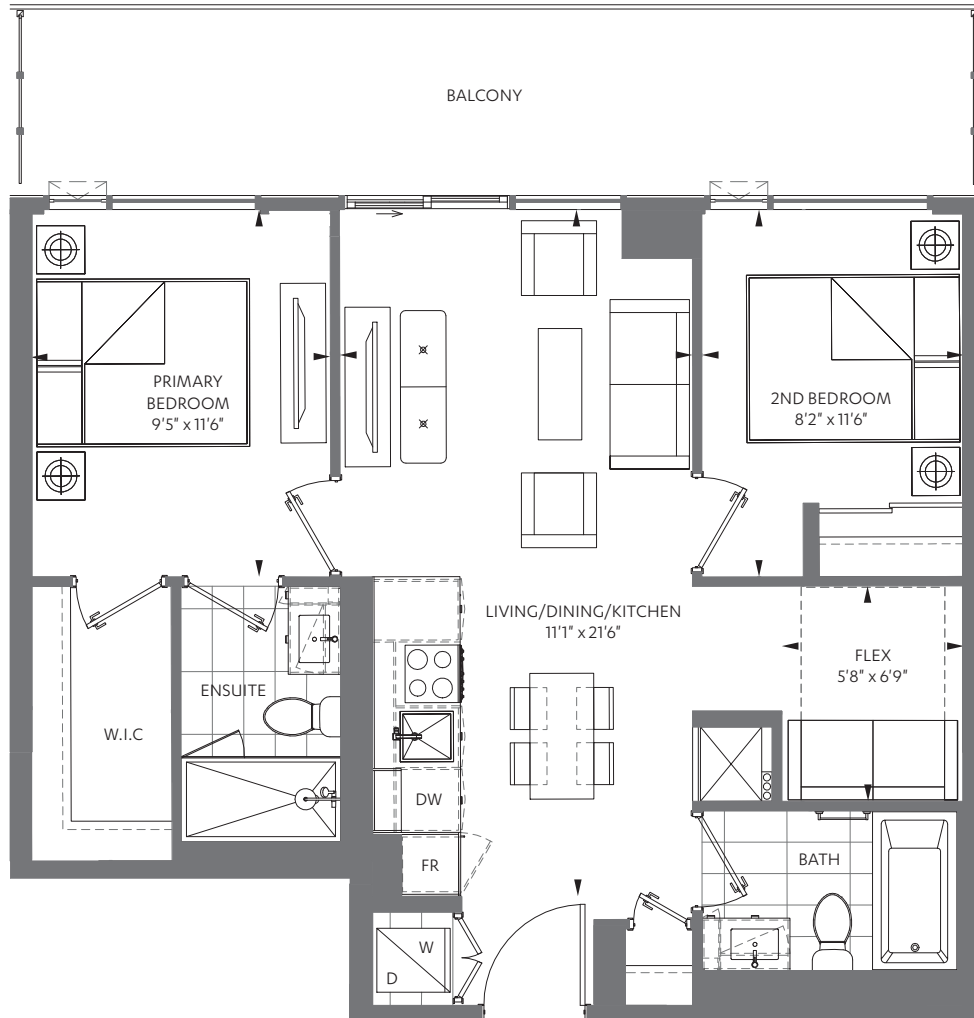 BALCONY
PRIMARY
BEDROOM
9'5" x 11'6"
2ND BEDROOM
8'2" x 11'6"
LIVING/DINING/KITCHEN
11'1" x 21'6"
FLEX
5'8" x 6'9"
ENSUITE
W.I.C
DW
FR
BATH
W
D